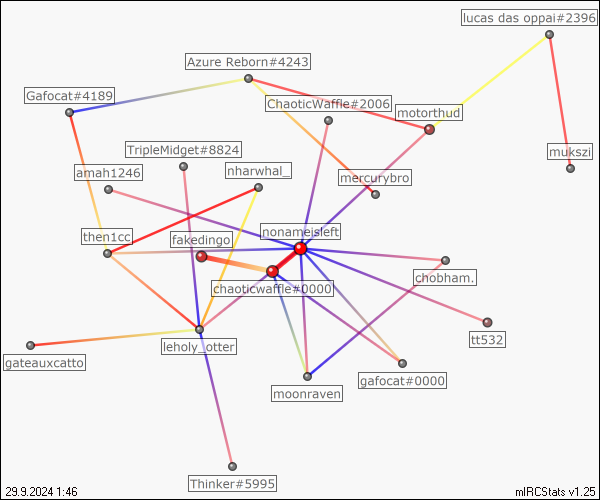 lucas das oppai#2396
Azure Reborn#4243
Gafocat#4189
ChaoticWaffle#2006
motorthud
TripleMidget#8824
mukszi
amah1246
nharwhal_
mercurybro
nonameisleft
then1cc
fakedingo
chobham.
chaoticwaffle#0000
tt532
leholy_otter
gateauxcatto
gafocat#0000
moonraven
Thinker#5995
29.9.2024 1:46
mIRCStats v1.25